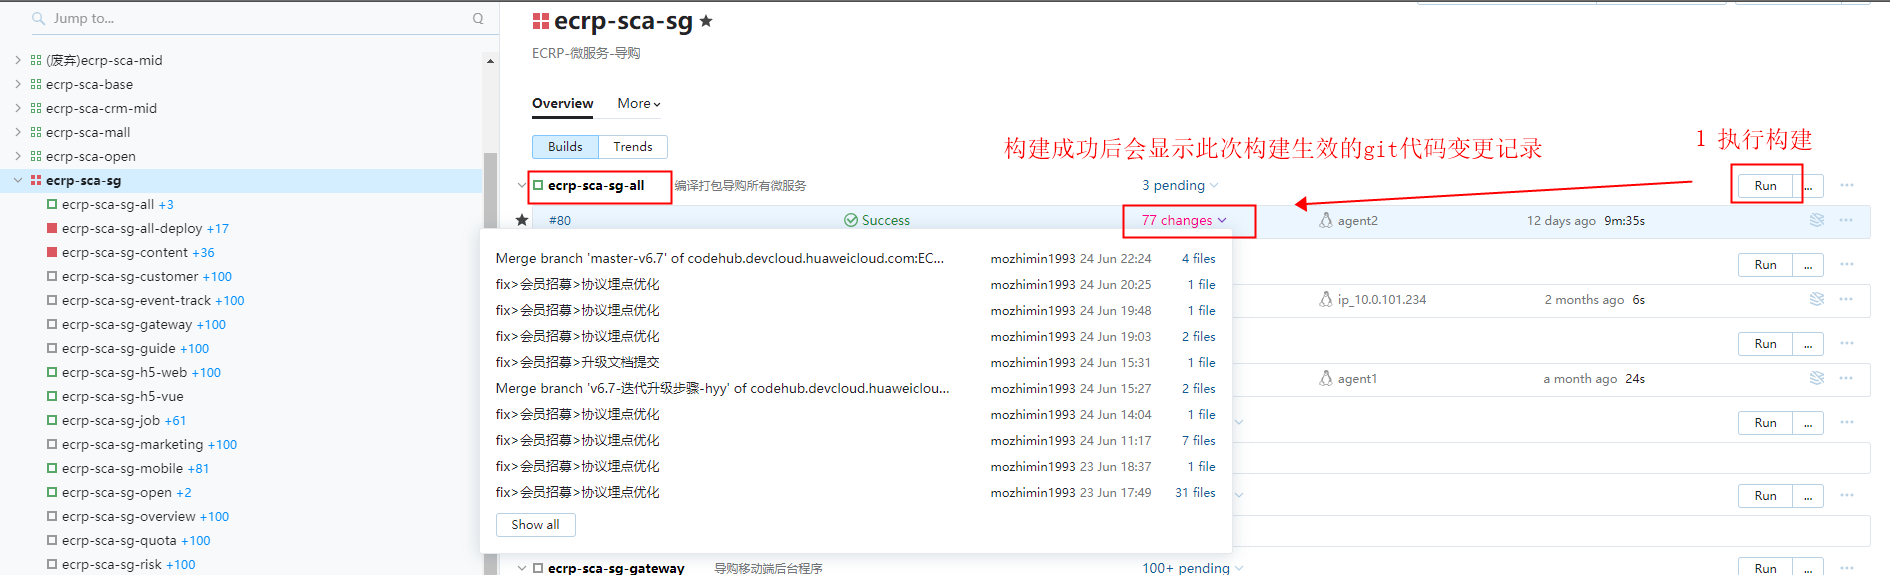 Jump to...
(废弃)ecrp-sca-mid
ecrp-sca-base
ecrp-sca-crm-mid
ecrp-sca-mall
ecrp-sca-open
ecrp-sca-sg
ecrp-sca-sg-all +3
ecrp-sca-sg-all-deploy +17
ecrp-sca-sg-content +36
ecrp-sca-sg-customer +100
ecrp-sca-sg-event-track +100
ecrp-sca-sg-gateway +100
ecrp-sca-sg-guide +100
ecrp-sca-sg-h5-web +100
ecrp-sca-sg-h5-vue
ecrp-sca-sg-job +61
ecrp-sca-sg-marketing +100
ecrp-sca-sg-mobile +81
ecrp-sca-sg-open +2
ecrp-sca-sg-overview +100
ecrp-sca-sg-quota +100
ecrp-sca-sg-risk +100
ecrp-sca-sg
ECRP-微服务-导购
Overview More
Builds Trends
构建成功后会显示此次构建生效的git代码变更记录
1 执行构建
ecrp-sca-sg-all 编译打包导购所有微服务 3 pending Run ...
#80 Success 77 changes agent2 12 days ago 9m:35s
Merge branch 'master-v6.7' of codehub.devcloud.huaweicloud.com:EC... mozhimin1993 24 Jun 22:24 4 files
fix>会员招募>协议埋点优化 mozhimin1993 24 Jun 20:25 1 file
fix>会员招募>协议埋点优化 mozhimin1993 24 Jun 19:48 1 file
fix>会员招募>协议埋点优化 mozhimin1993 24 Jun 19:03 2 files
fix>会员招募>升级文档提交 mozhimin1993 24 Jun 15:31 1 file
Merge branch 'v6.7-迭代升级步骤-hyy' of codehub.devcloud.huaweiclou... mozhimin1993 24 Jun 15:27 2 files
fix>会员招募>协议埋点优化 mozhimin1993 24 Jun 14:04 1 file
fix>会员招募>协议埋点优化 mozhimin1993 24 Jun 11:17 7 files
fix>会员招募>协议埋点优化 mozhimin1993 23 Jun 18:37 1 file
fix>会员招募>协议埋点优化 mozhimin1993 23 Jun 17:49 31 files
Show all
Run ...
ip_10.0.101.234 2 months ago 6s
Run ...
agent1 a month ago 24s
Run ...
Run ...
ecrp-sca-sg-gateway 导购移动端后台程序 100+ pending Run ...